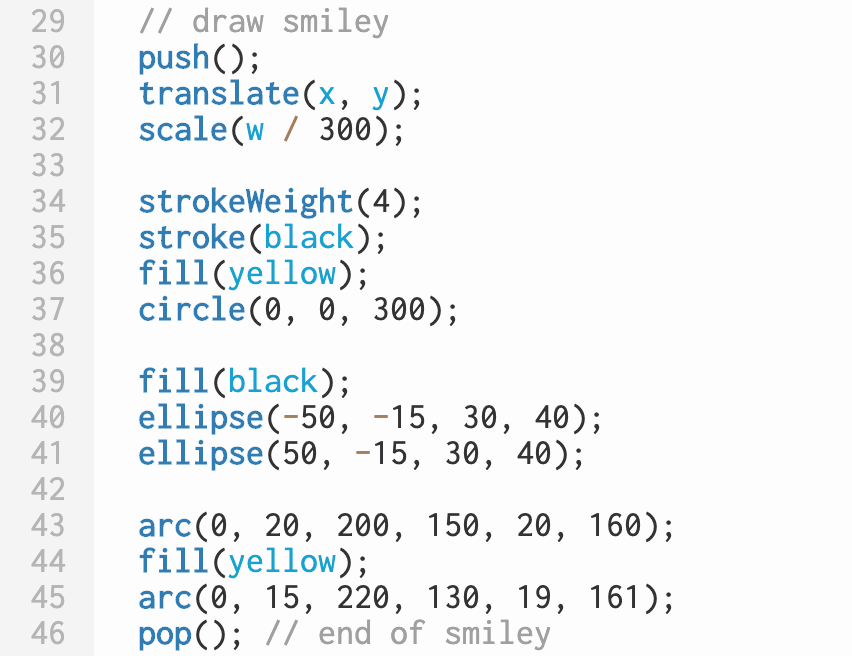 29 // draw smiley
30 push();
31 translate(x, y);
32 scale(w / 300);
33
34 strokeWeight(4);
35 stroke(black);
36 fill(yellow);
37 circle(0, 0, 300);
38
39 fill(black);
40 ellipse(-50, -15, 30, 40);
41 ellipse(50, -15, 30, 40);
42
43 arc(0, 20, 200, 150, 20, 160);
44 fill(yellow);
45 arc(0, 15, 220, 130, 19, 161);
46 pop(); // end of smiley